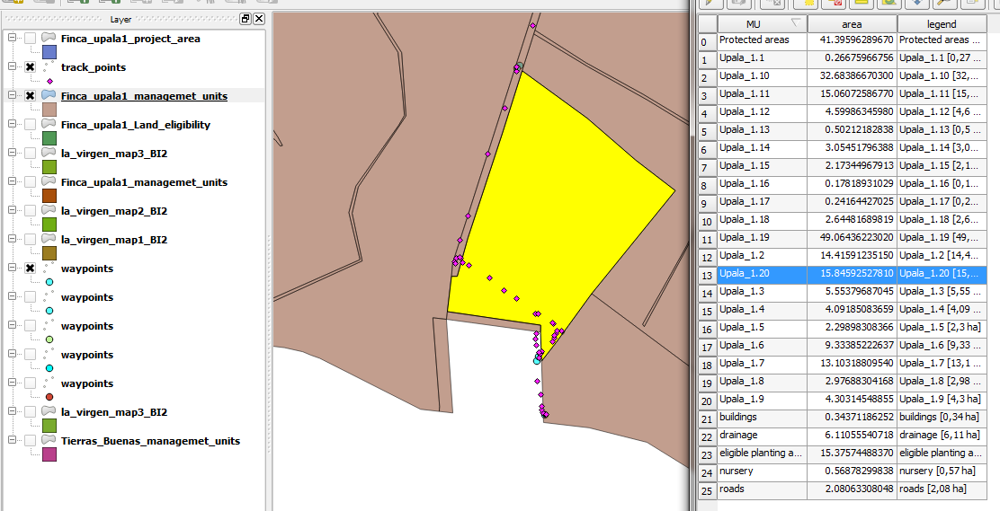 Layer
Finca_upala1_project_area
track_points
Finca_upala1_managemet_units
Finca_upala1_Land_eligibility
la_virgen_map3_BI2
Finca_upala1_managemet_units
la_virgen_map2_BI2
la_virgen_map1_BI2
waypoints
waypoints
waypoints
waypoints
waypoints
la_virgen_map3_BI2
Tierras_Buenas_managemet_units
MU area legend
0 Protected areas 41.39596289670 Protected areas ...
1 Upala_1.1 0.26675966756 Upala_1.1 [0,27 ...
2 Upala_1.10 32.68386670300 Upala_1.10 [32,...
3 Upala_1.11 15.06072586770 Upala_1.11 [15,...
4 Upala_1.12 4.59986345980 Upala_1.12 [4,6 ...
5 Upala_1.13 0.50212182838 Upala_1.13 [0,5 ...
6 Upala_1.14 3.05451796388 Upala_1.14 [3,0...
7 Upala_1.15 2.17344967913 Upala_1.15 [2,1...
8 Upala_1.16 0.17818931029 Upala_1.16 [0,1...
9 Upala_1.17 0.24164427025 Upala_1.17 [0,2...
10 Upala_1.18 2.64481689819 Upala_1.18 [2,6...
11 Upala_1.19 49.06436223020 Upala_1.19 [49,...
12 Upala_1.2 14.41591235150 Upala_1.2 [14,4...
13 Upala_1.20 15.84592527810 Upala_1.20 [15,...
14 Upala_1.3 5.55379687045 Upala_1.3 [5,55 ...
15 Upala_1.4 4.09185083659 Upala_1.4 [4,09 ...
16 Upala_1.5 2.29898308366 Upala_1.5 [2,3 ha]
17 Upala_1.6 9.33385222637 Upala_1.6 [9,33 ...
18 Upala_1.7 13.10318809540 Upala_1.7 [13,1 ...
19 Upala_1.8 2.97688304168 Upala_1.8 [2,98 ...
20 Upala_1.9 4.30314548855 Upala_1.9 [4,3 ha]
21 buildings 0.34371186252 buildings [0,34 ha]
22 drainage 6.11055540718 drainage [6,11 ha]
23 eligible planting a... 15.37574488370 eligible planting a...
24 nursery 0.56878299838 nursery [0,57 ha]
25 roads 2.08063308048 roads [2,08 ha]